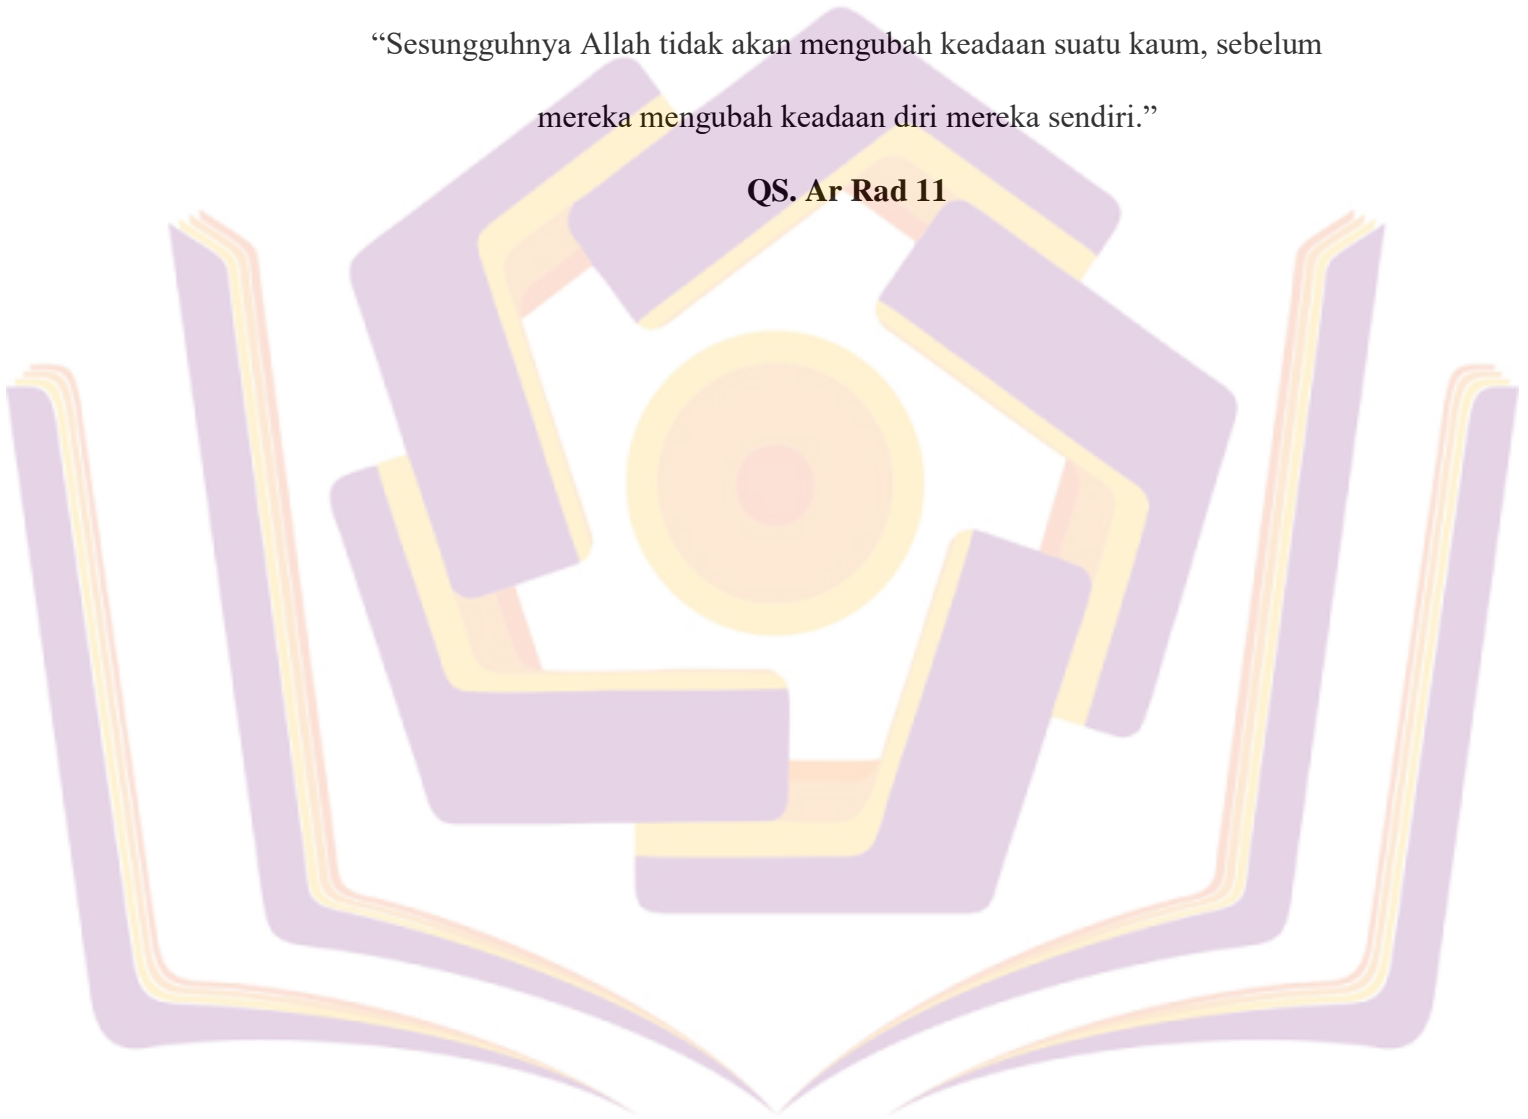 “Sesungguhnya Allah tidak akan mengubah keadaan suatu kaum, sebelum
mereka mengubah keadaan diri mereka sendiri.”
QS. Ar Rad 11